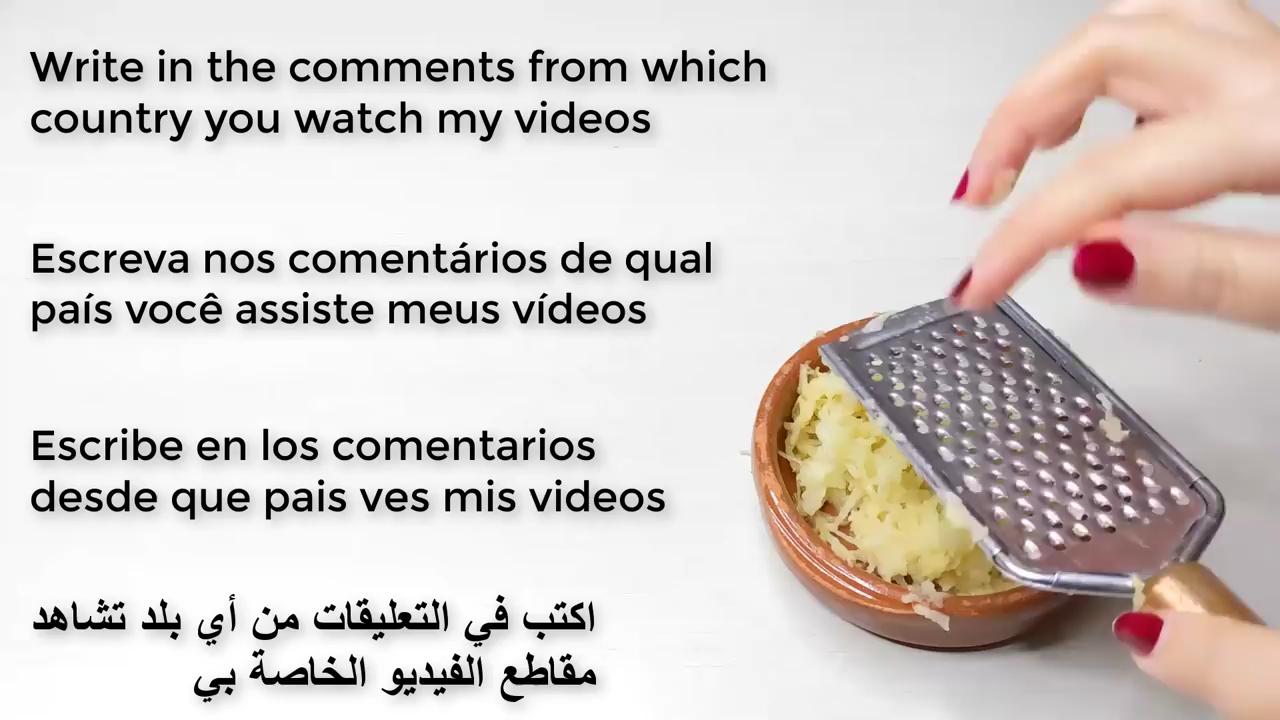 Write in the comments from which
country you watch my videos
Escreva nos comentários de qual
país você assiste meus vídeos
Escribe en los comentarios
desde que pais ves mis videos
اكتب في التعليقات من أي بلد تشاهد
مقاطع الفيديو الخاصة بي